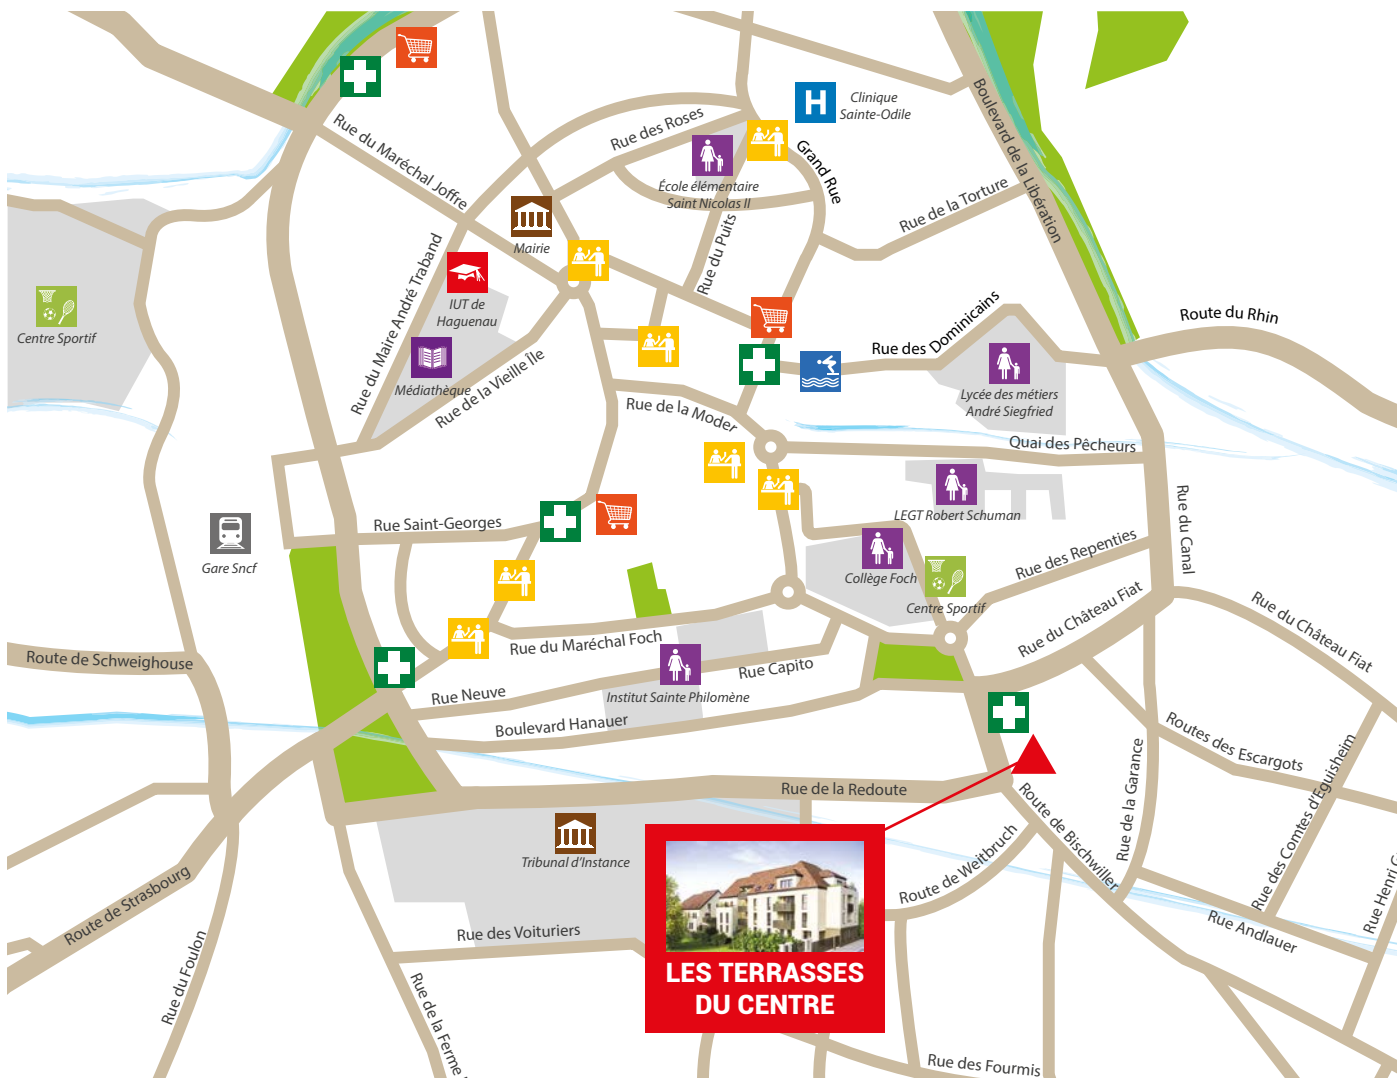 Rue du Maréchal Joffre
Rue des Roses
H
Clinique
Sainte-Odile
Grand Rue
École élémentaire
Saint Nicolas II
Boulevard de la Libération
Rue de la Torture
Mairie
Rue du Puits
IUT de
Haguenau
Rue du Maire André Traband
Centre Sportif
Médiathèque
Rue de la Vieille Île
Rue des Dominicains
Route du Rhin
Lycée des métiers
André Siegfried
Rue de la Moder
Quai des Pêcheurs
LEGT Robert Schuman
Rue du Canal
Rue Saint-Georges
Gare Sncf
Collège Foch
Centre Sportif
Rue des Repenties
Rue du Château Fiat
Rue du Château Fiat
Route de Schweighouse
Rue du Maréchal Foch
Rue Neuve
Institut Sainte Philomène
Rue Capito
Boulevard Hanauer
Routes des Escargots
Rue des Comtes d'Eguisheim
Rue de la Garance
Rue de la Redoute
Route de Bischwiller
Tribunal d'Instance
Route de Weitbruch
Route de Strasbourg
Rue des Voituriers
Rue Andlauer
Rue Henri
Rue du Foulon
Rue de la Ferme
LES TERRASSES
DU CENTRE
Rue des Fourmis